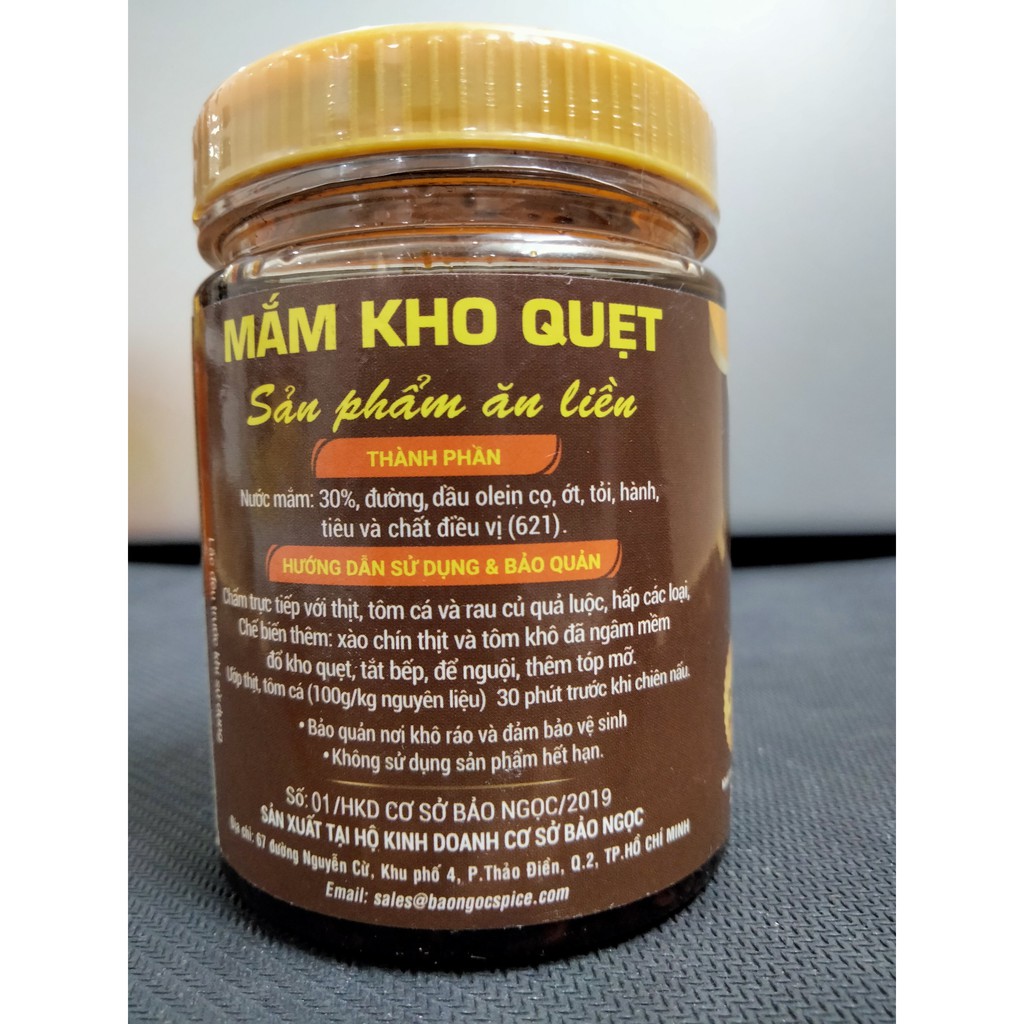 MẮM KHO QUẸT
Sản phẩm ăn liền
THÀNH PHẦN
Nước mắm: 30%, đường, dầu olein cọ, ớt, tỏi, hành,
tiêu và chất điều vị (621).
HƯỚNG DẪN SỬ DỤNG & BẢO QUẢN
Chấm trực tiếp với thịt, tôm cá và rau củ quả luộc, hấp các loại,
Chế biến thêm: xào chín thịt và tôm khô đã ngâm mềm
đổ kho quẹt, tắt bếp, để nguội, thêm tóp mỡ.
Ướp thịt, tôm cá (100g/kg nguyên liệu) 30 phút trước khi chiên nấu.
• Bảo quản nơi khô ráo và đảm bảo vệ sinh
• Không sử dụng sản phẩm hết hạn.
Số: 01/HKD CƠ SỞ BẢO NGỌC/2019
SẢN XUẤT TẠI HỘ KINH DOANH CƠ SỞ BẢO NGỌC
Địa chỉ: 67 đường Nguyễn Cừ, Khu phố 4, P.Thảo Điền, Q.2, TP.HỒ CHÍ MINH
Email: sales@baongocspice.com
Lắc đều trước khi sử dụng